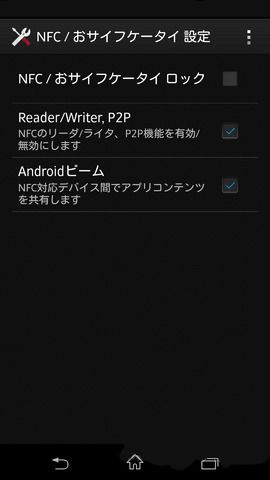 NFC / おサイフケータイ 設定
NFC / おサイフケータイ ロック
Reader/Writer, P2P
NFCのリーダ/ライタ、P2P機能を有効/
無効にします
Androidビーム
NFC対応デバイス間でアプリコンテンツ
を共有します